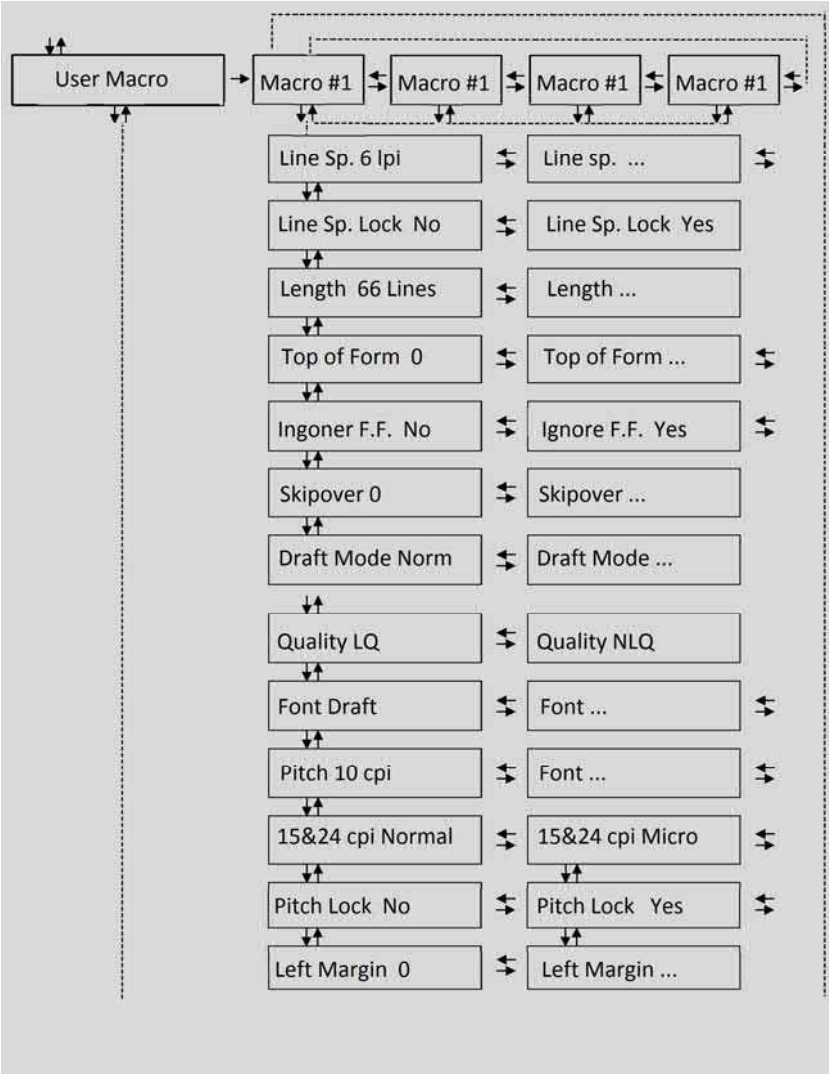 User Macro
Macro #1
Macro #1
Macro #1
Macro #1
Line Sp. 6 lpi
Line sp. ...
Line Sp. Lock No
Line Sp. Lock Yes
Length 66 Lines
Length ...
Top of Form 0
Top of Form ...
Ingoner F.F. No
Ignore F.F. Yes
Skipover 0
Skipover ...
Draft Mode Norm
Draft Mode ...
Quality LQ
Quality NLQ
Font Draft
Font ...
Pitch 10 cpi
Font ...
15&24 cpi Normal
15&24 cpi Micro
Pitch Lock No
Pitch Lock Yes
Left Margin 0
Left Margin ...